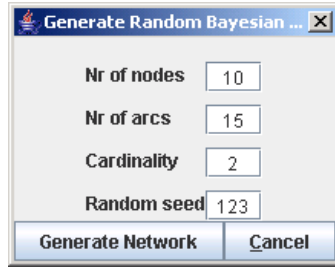 Generate Random Bayesian ...
Nr of nodes 10
Nr of arcs 15
Cardinality 2
Random seed 123
Generate Network Cancel